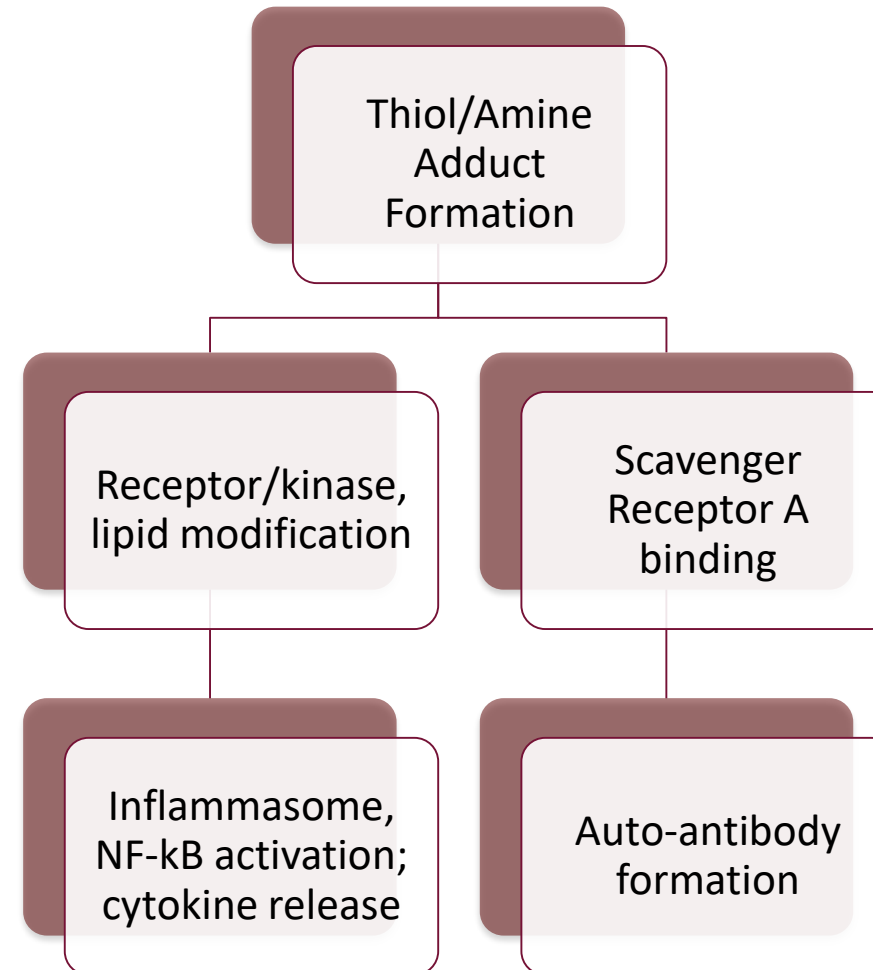 Thiol/Amine
Adduct
Formation
Receptor/kinase,
lipid modification
Scavenger
Receptor A
binding
Inflammasome,
NF-kB activation;
cytokine release
Auto-antibody
formation